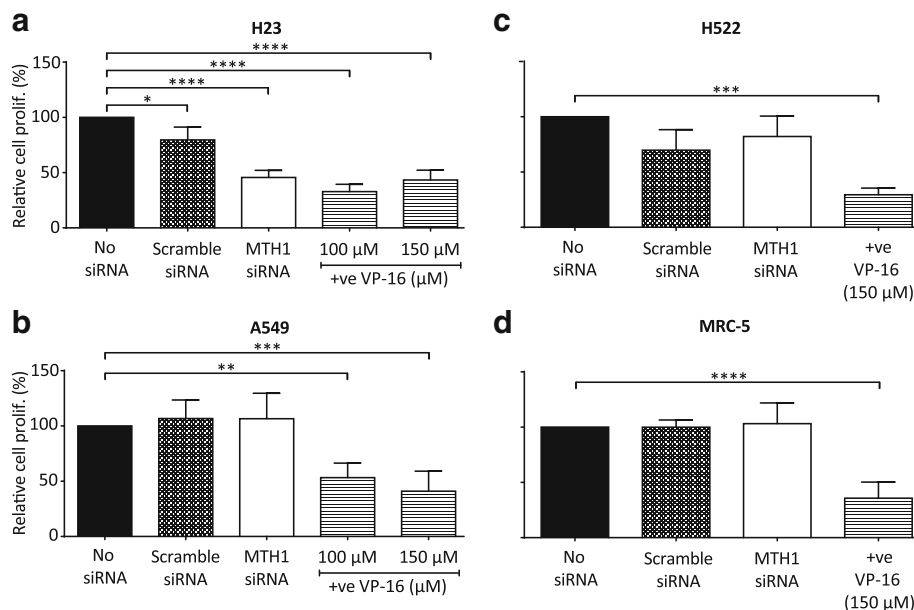 a
H23
****
****
****
*
Relative cell prolif. (%)
150
100
50
0
No siRNA
Scramble siRNA
MTH1 siRNA
100 µM
150 µM
+ve VP-16 (µM)
b
A549
***
**
Relative cell prolif. (%)
150
100
50
0
No siRNA
Scramble siRNA
MTH1 siRNA
100 µM
150 µM
+ve VP-16 (µM)
c
H522
***
No siRNA
Scramble siRNA
MTH1 siRNA
+ve
VP-16
(150 µM)
d
MRC-5
****
No siRNA
Scramble siRNA
MTH1 siRNA
+ve
VP-16
(150 µM)